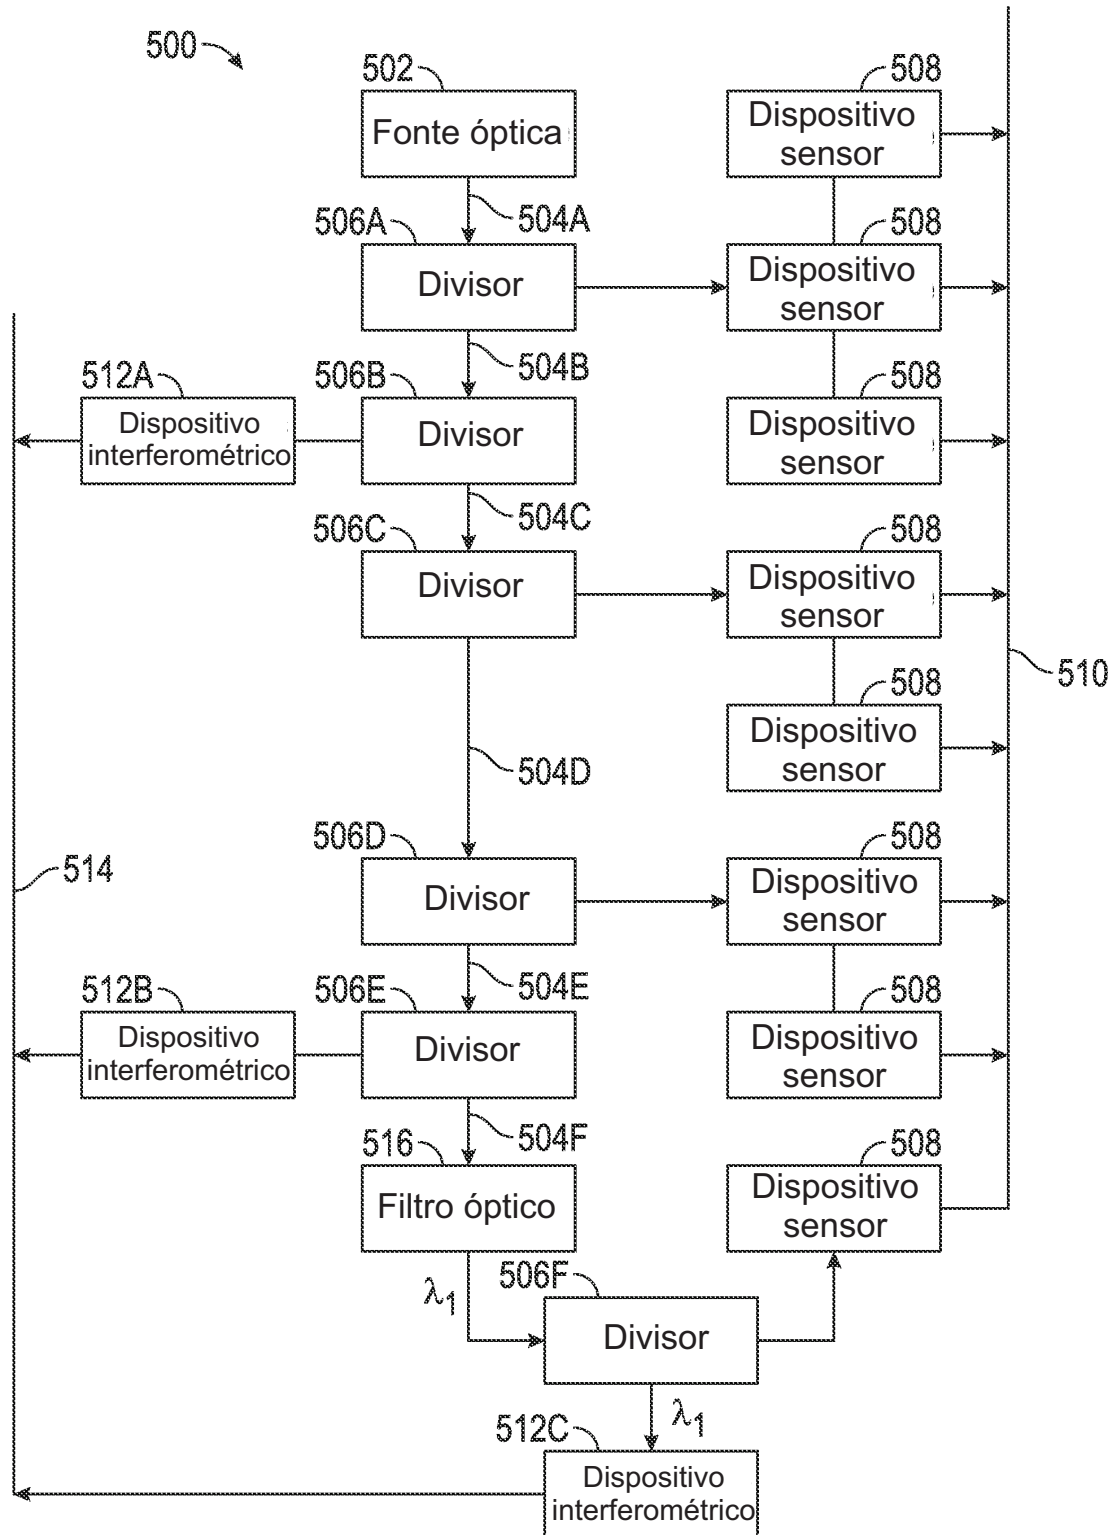 500
502
508
Fonte óptica
Dispositivo
sensor
506A
504A
508
Divisor
Dispositivo
sensor
512A
506B
504B
508
Dispositivo
interferométrico
Divisor
Dispositivo
sensor
506C
504C
508
Divisor
Dispositivo
sensor
510
508
Dispositivo
sensor
504D
506D
508
514
Divisor
Dispositivo
sensor
512B
506E
504E
508
Dispositivo
interferométrico
Divisor
Dispositivo
sensor
516
504F
508
Filtro óptico
Dispositivo
sensor
λ1
506F
Divisor
512C
λ1
Dispositivo
interferométrico